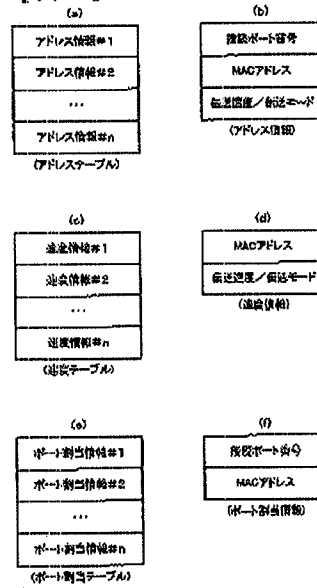 (a)
アドレス情報#1
アドレス情報#2
...
アドレス情報#n
(アドレステーブル)
(b)
接続ポート番号
MACアドレス
伝送速度/伝送モード
(アドレス情報)
(c)
速度情報#1
速度情報#2
...
速度情報#n
(速度テーブル)
(d)
MACアドレス
伝送速度/伝送モード
(速度情報)
(e)
ポート割当情報#1
ポート割当情報#2
...
ポート割当情報#n
(ポート割当テーブル)
(f)
接続ポート番号
MACアドレス
(ポート割当情報)